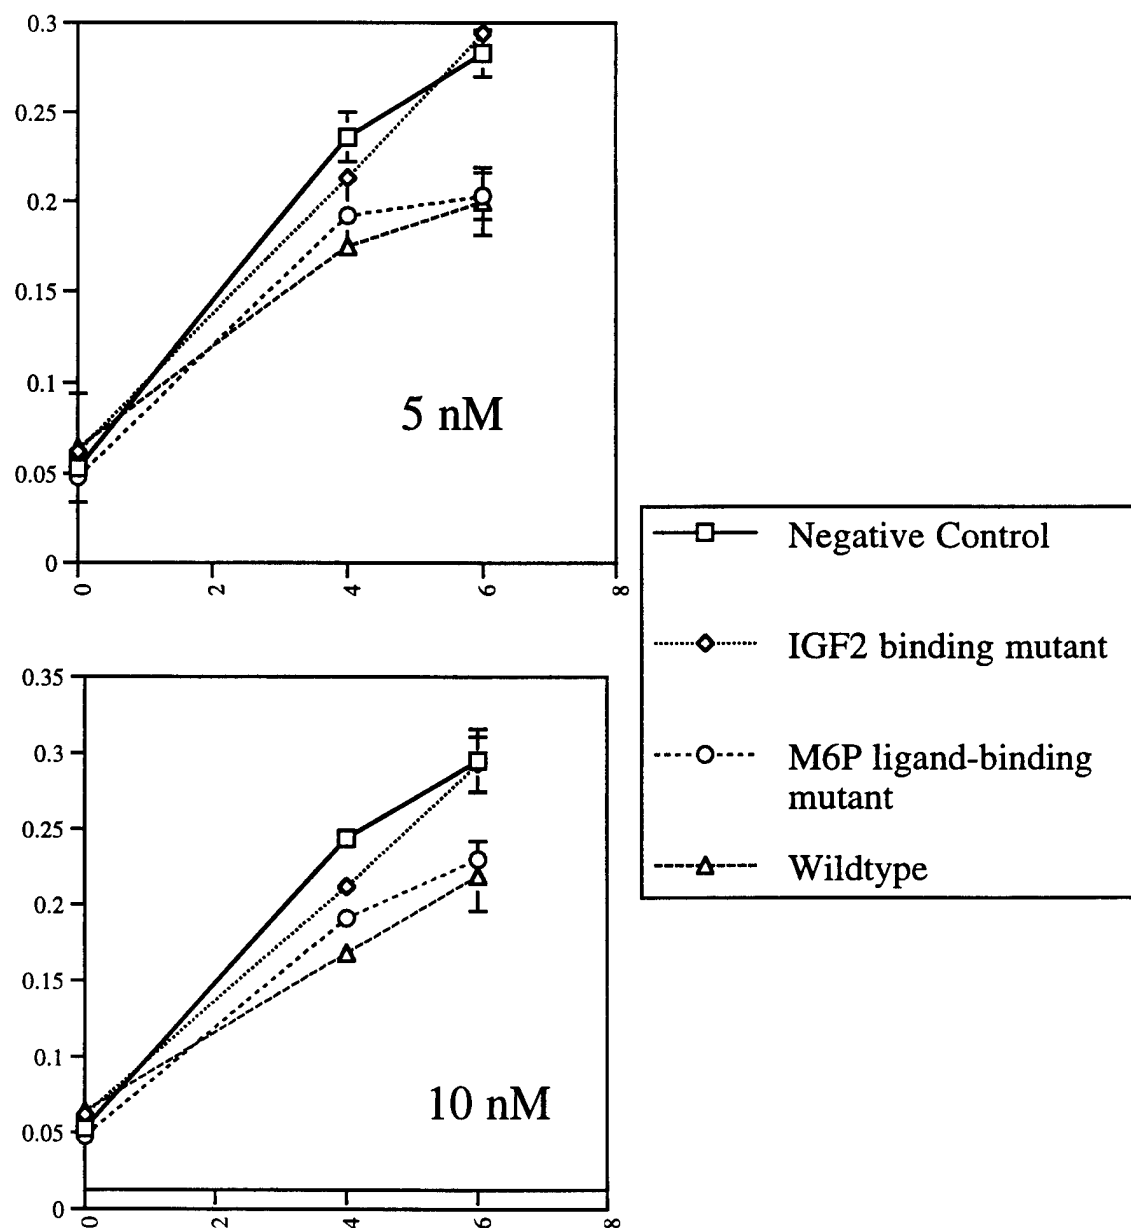 0.3
0.25
0.2
0.15
0.1
0.05
0
5 nM
0 2 4 6 8
Negative Control
IGF2 binding mutant
M6P ligand-binding
mutant
Wildtype
0.35
0.3
0.25
0.2
0.15
0.1
0.05
0
10 nM
0 2 4 6 8